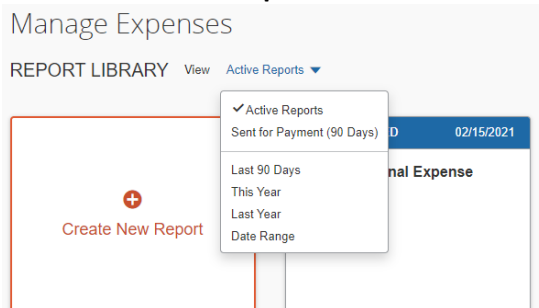 Manage Expenses
REPORT LIBRARY View Active Reports
✓Active Reports
Sent for Payment (90 Days)
02/15/2021
Last 90 Days
This Year
Last Year
Date Range
Expense
Create New Report